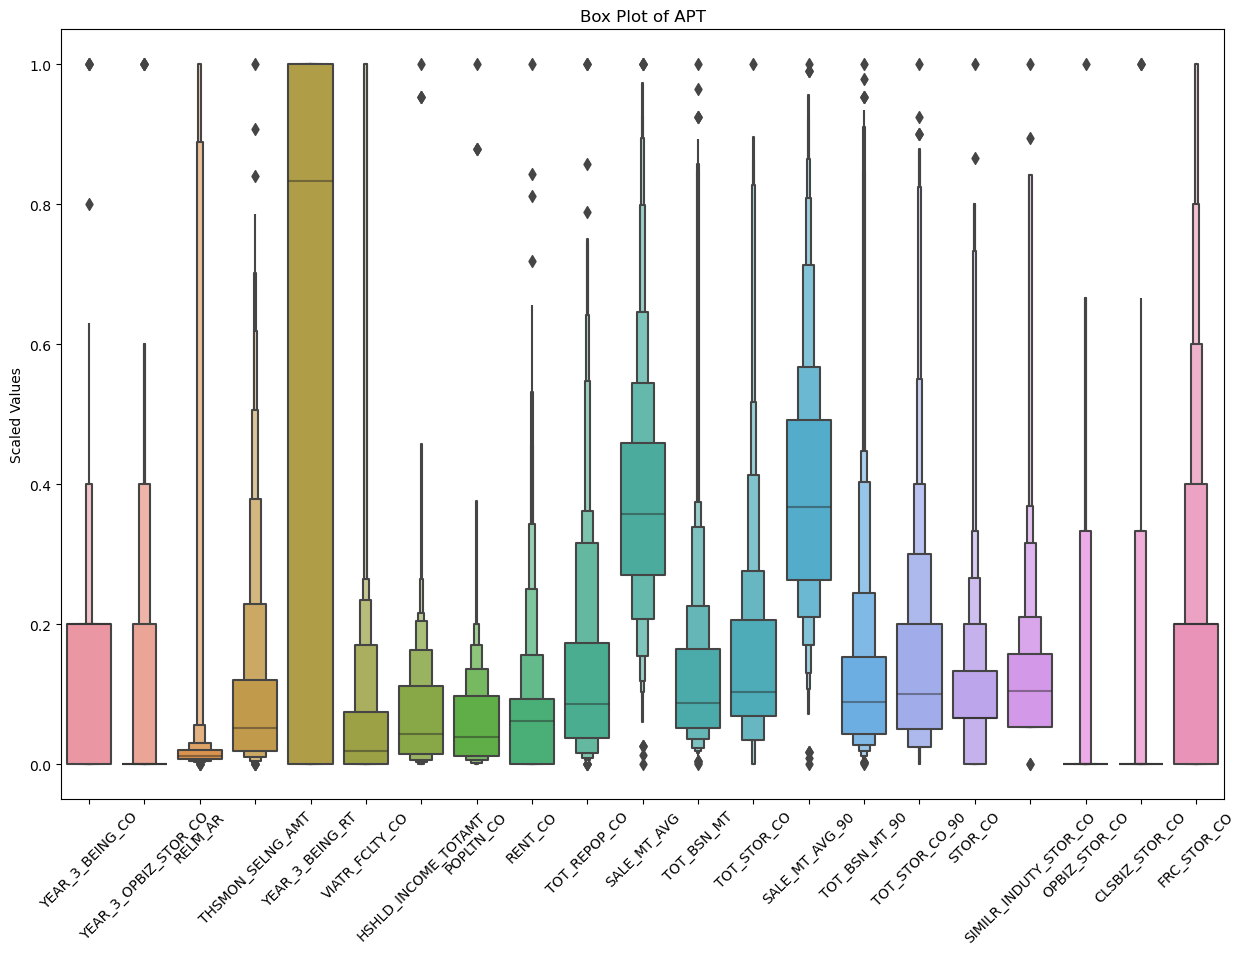 Box Plot of APT
Scaled Values
1.0
0.8
0.6
0.4
0.2
0.0
YEAR_3_BEING_CO
YEAR_3_OPBIZ_STOR_CO
RELM_AR
THSMON_SELNG_AMT
YEAR_3_BEING_RT
VIATR_FCLTY_CO
HSHLD_INCOME_TOTAMT
POPLTN_CO
RENT_CO
TOT_REPOP_CO
SALE_MT_AVG
TOT_BSN_MT
TOT_STOR_CO
SALE_MT_AVG_90
TOT_BSN_MT_90
TOT_STOR_CO_90
STOR_CO
SIMILR_INDUTY_STOR_CO
OPBIZ_STOR_CO
CLSBIZ_STOR_CO
FRC_STOR_CO